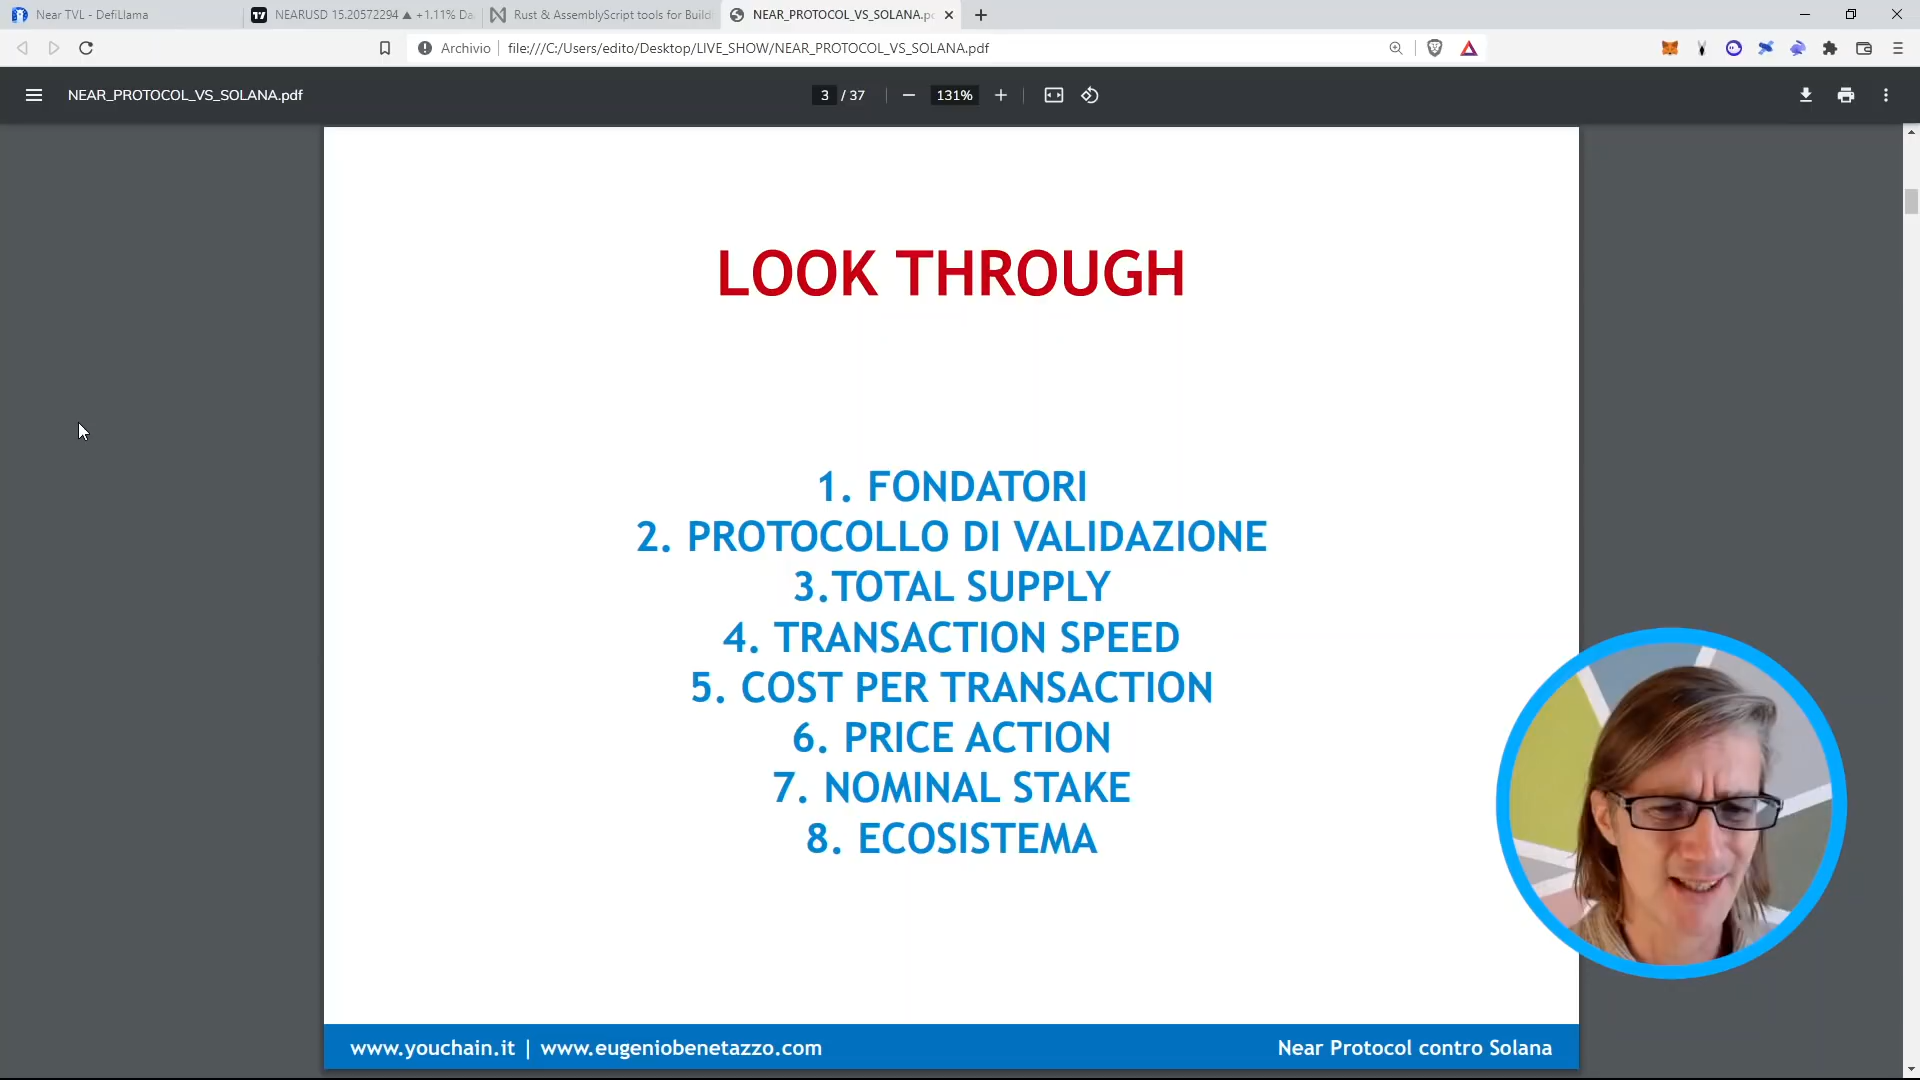 Near TVL - DefiLlama
NEARUSD 15.20572294 ▲ +1.11% Da
Rust & AssemblyScript tools for Build
NEAR_PROTOCOL_VS_SOLANA.pd
Archivio
file:///C:/Users/edito/Desktop/LIVE_SHOW/NEAR_PROTOCOL_VS_SOLANA.pdf
NEAR_PROTOCOL_VS_SOLANA.pdf
3 / 37
131%
LOOK THROUGH
1. FONDATORI
2. PROTOCOLLO DI VALIDAZIONE
3.TOTAL SUPPLY
4. TRANSACTION SPEED
5. COST PER TRANSACTION
6. PRICE ACTION
7. NOMINAL STAKE
8. ECOSISTEMA
www.youchain.it | www.eugeniobenetazzo.com
Near Protocol contro Solana